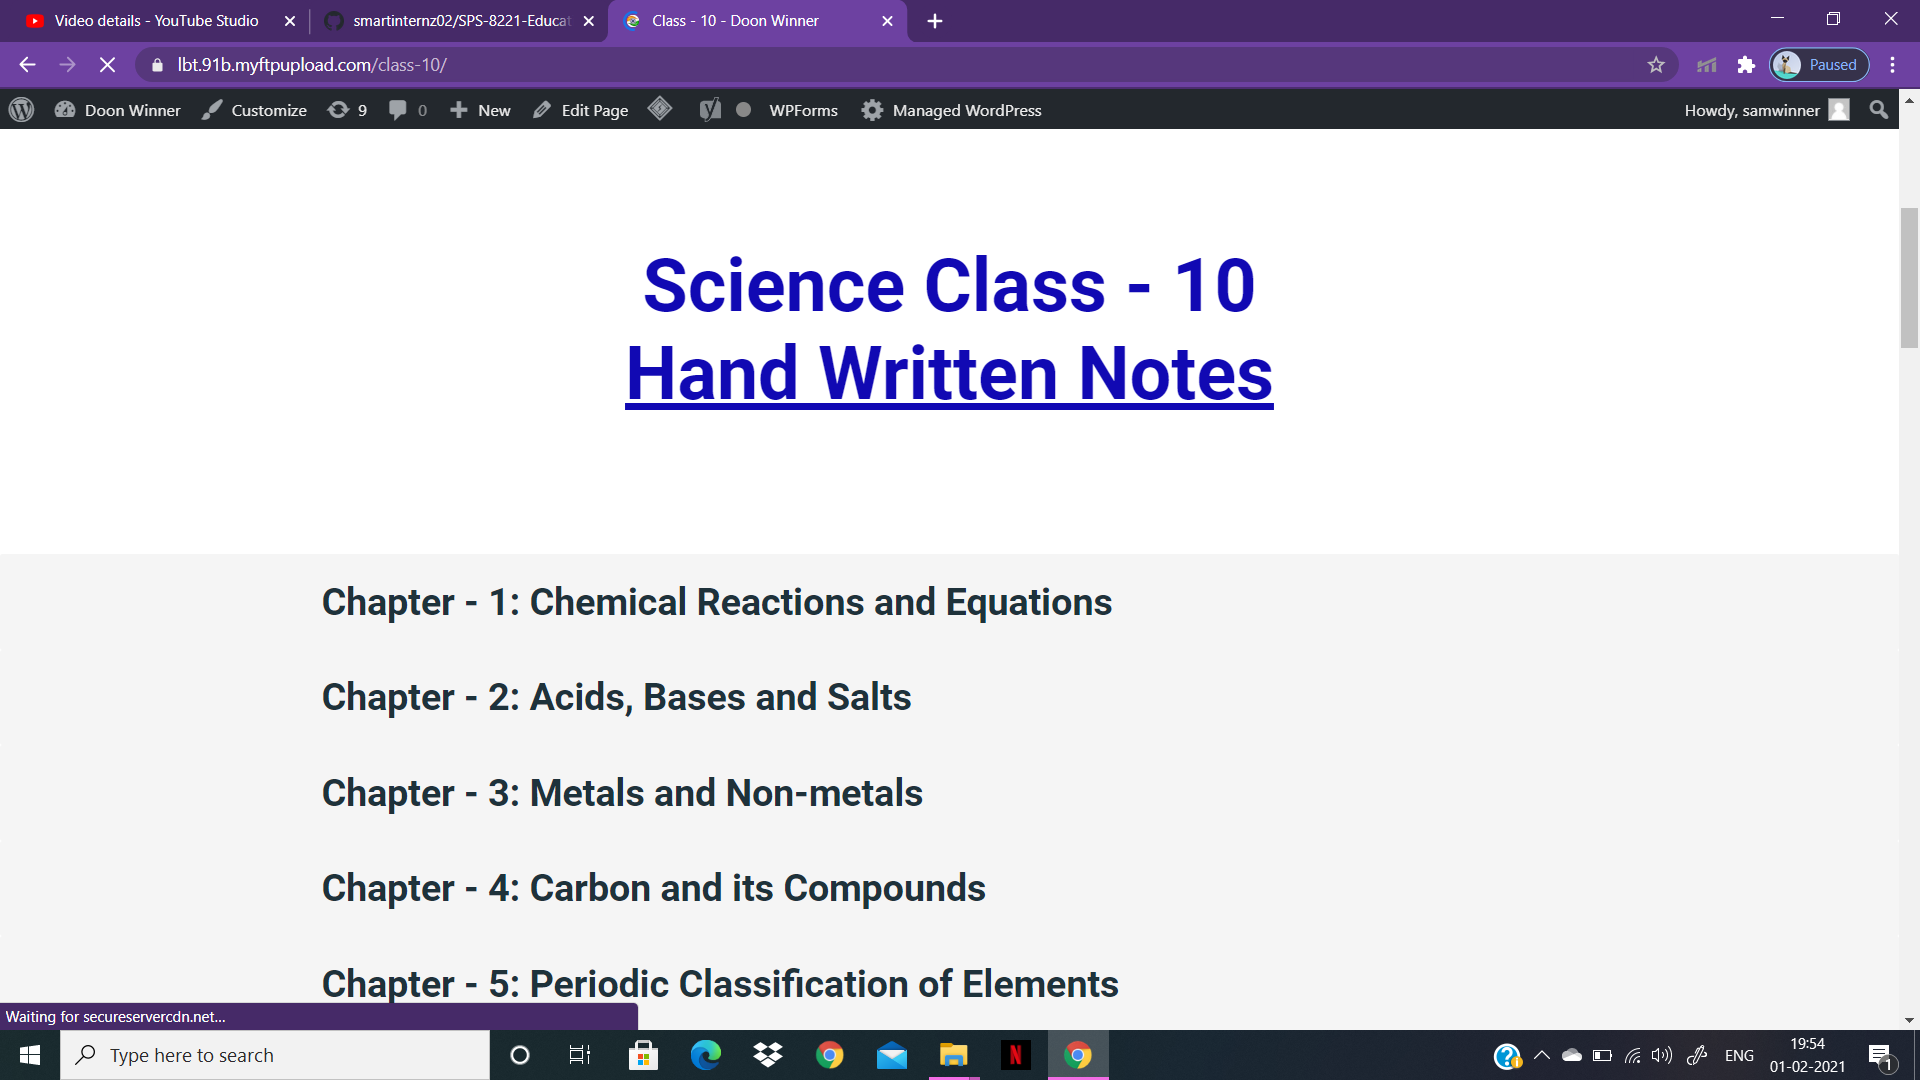 Video details - YouTube Studio
smartinternz02/SPS-8221-Educat
Class - 10 - Doon Winner
lbt.91b.myftpupload.com/class-10/
Paused
Doon Winner
Customize
9
0
New
Edit Page
WPForms
Managed WordPress
Howdy, samwinner
Science Class - 10
Hand Written Notes
Chapter - 1: Chemical Reactions and Equations
Chapter - 2: Acids, Bases and Salts
Chapter - 3: Metals and Non-metals
Chapter - 4: Carbon and its Compounds
Chapter - 5: Periodic Classification of Elements
Waiting for secureservercdn.net...
Type here to search
N
ENG
19:54
01-02-2021
1